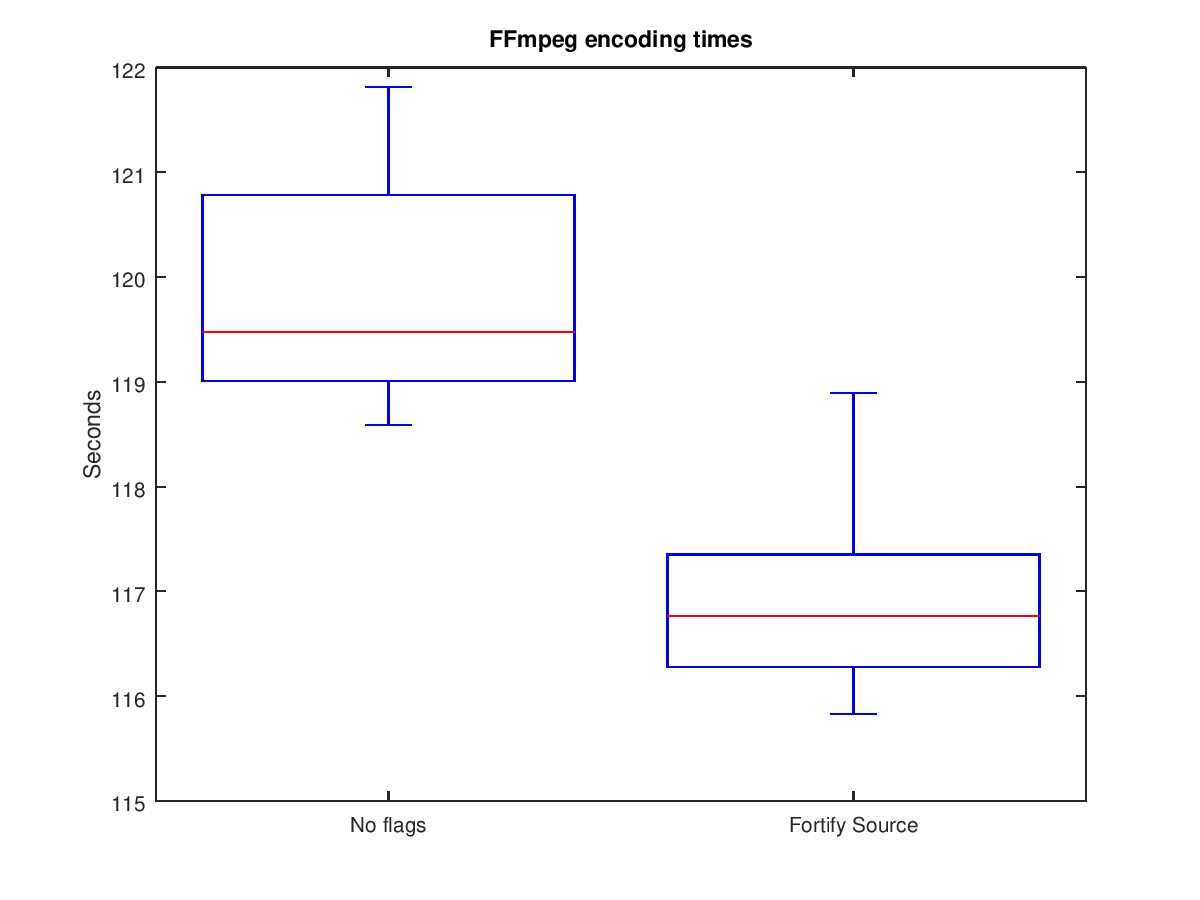 FFmpeg encoding times
122
121
120
119
118
117
116
115
Seconds
No flags
Fortify Source